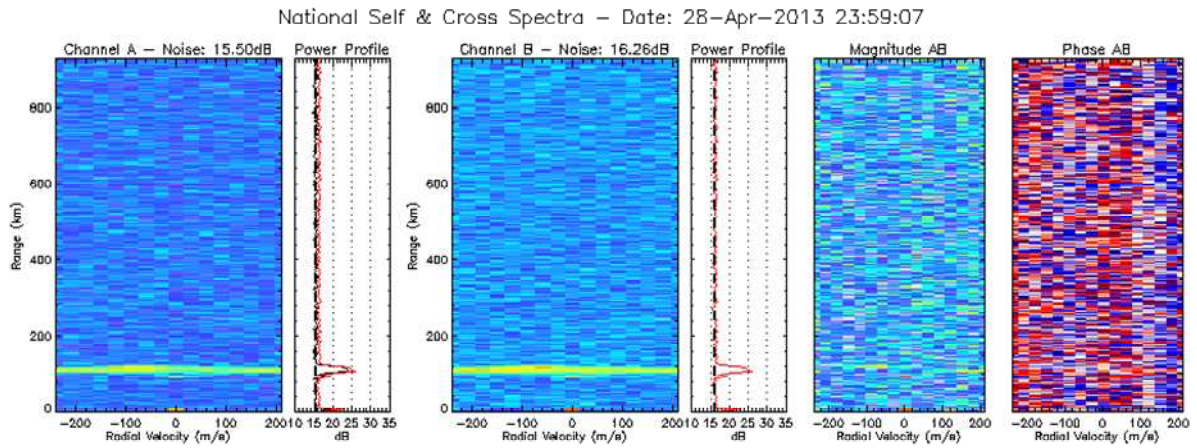 National Self & Cross Spectra – Date: 28-Apr-2013 23:59:07
Channel A – Noise: 15.50dB
Power Profile
Channel B – Noise: 16.26dB
Power Profile
Magnitude AB
Phase AB
Range (km)
800
600
400
200
0
-200 -100 0 100 200
Radial Velocity (m/s)
10 15 20 25 30 35
dB
Range (km)
800
600
400
200
0
-200 -100 0 100 200
Radial Velocity (m/s)
10 15 20 25 30 35
dB
-200 -100 0 100 200
Radial Velocity (m/s)
-200 -100 0 100 200
Radial Velocity (m/s)